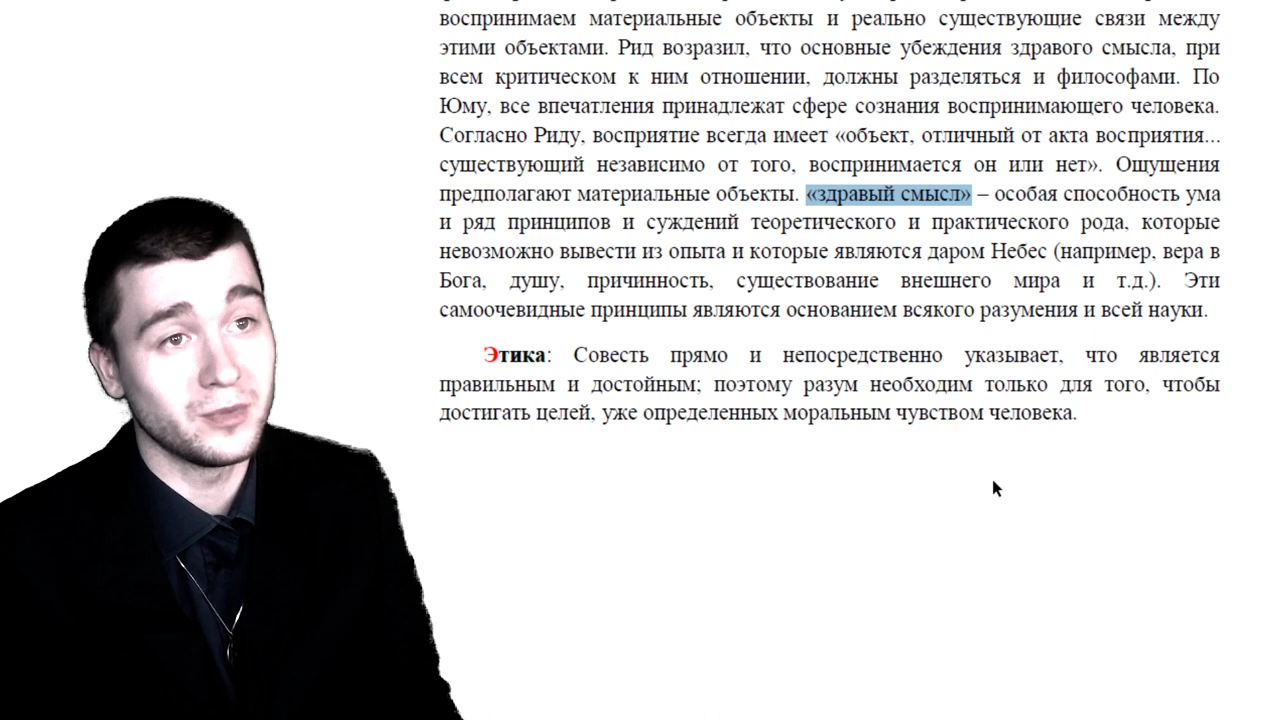 воспринимаем материальные объекты и реально существующие связи между
этими объектами. Рид возразил, что основные убеждения здравого смысла, при
всем критическом к ним отношении, должны разделяться и философами. По
Юму, все впечатления принадлежат сфере сознания воспринимающего человека.
Согласно Риду, восприятие всегда имеет «объект, отличный от акта восприятия...
существующий независимо от того, воспринимается он или нет». Ощущения
предполагают материальные объекты. «здравый смысл» – особая способность ума
и ряд принципов и суждений теоретического и практического рода, которые
невозможно вывести из опыта и которые являются даром Небес (например, вера в
Бога, душу, причинность, существование внешнего мира и т.д.). Эти
самоочевидные принципы являются основанием всякого разумения и всей науки.
Этика: Совесть прямо и непосредственно указывает, что является
правильным и достойным; поэтому разум необходим только для того, чтобы
достигать целей, уже определенных моральным чувством человека.